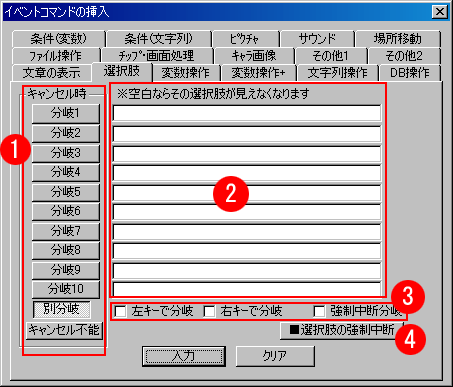 イベントコマンドの挿入
条件(変数) 条件(文字列) ピクチャ サウンド 場所移動
ファイル操作 チップ・画面処理 キャラ画像 その他1 その他2
文章の表示 選択肢 変数操作 変数操作+ 文字列操作 DB操作
キャンセル時 ※空白ならその選択肢が見えなくなります
分岐1
分岐2
分岐3
1 分岐4
分岐5 2
分岐6
分岐7
分岐8
分岐9
分岐10 3
別分岐 左キーで分岐 右キーで分岐 強制中断分岐
キャンセル不能 ■選択肢の強制中断 4
入力 クリア